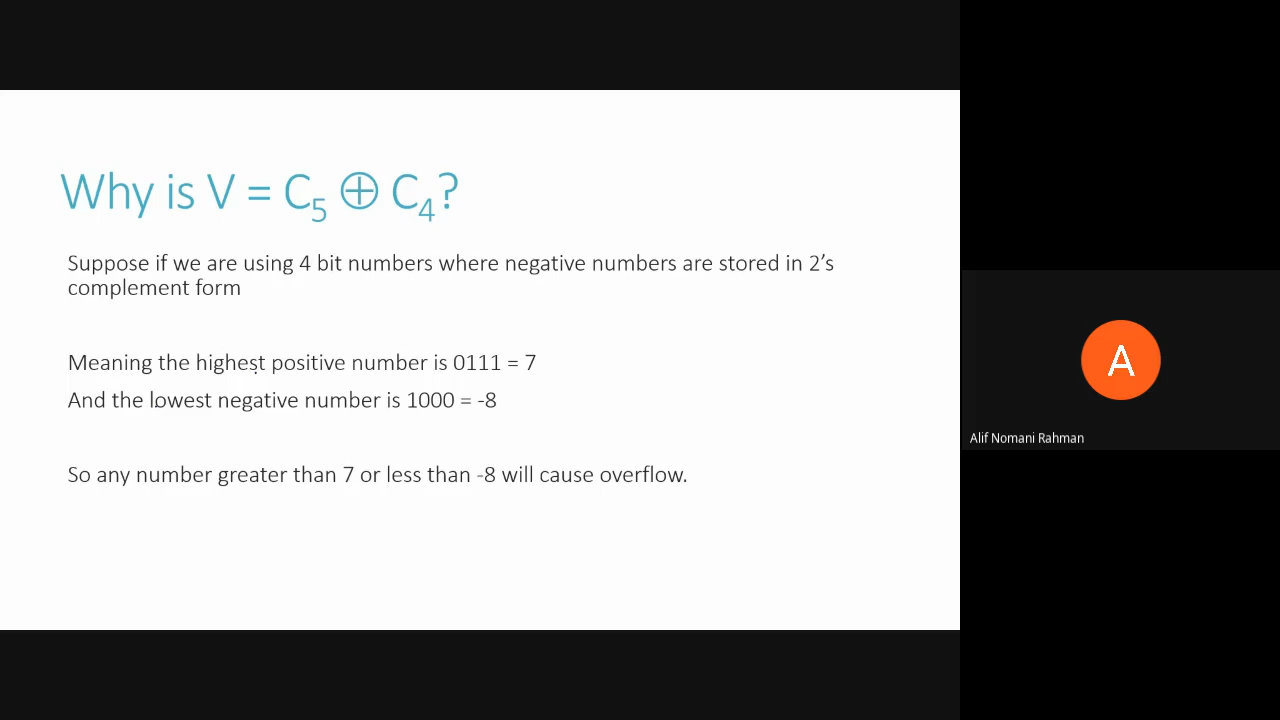 Why is V = C₅ ⊕ C₄?
Suppose if we are using 4 bit numbers where negative numbers are stored in 2’s
complement form
Meaning the highest positive number is 0111 = 7
And the lowest negative number is 1000 = -8
So any number greater than 7 or less than -8 will cause overflow.
A
Alif Nomani Rahman